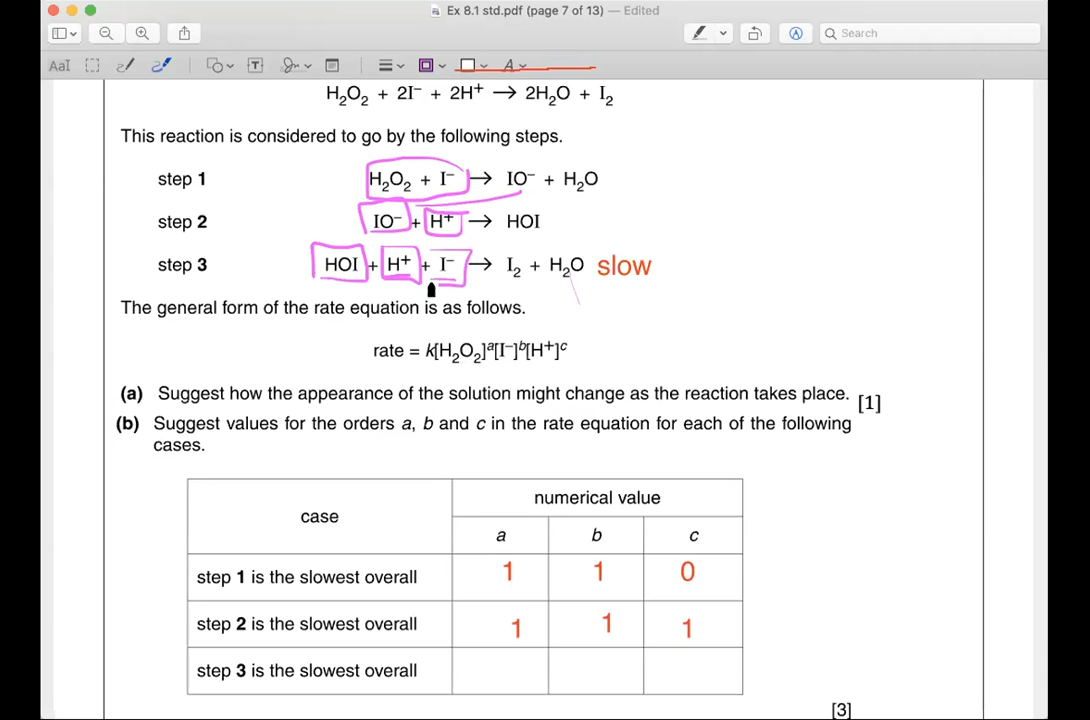 Ex 8.1 std.pdf (page 7 of 13) — Edited
Search
AaI T A
H₂O₂ + 2I⁻ + 2H⁺ → 2H₂O + I₂
This reaction is considered to go by the following steps.
step 1 H₂O₂ + I⁻ → IO⁻ + H₂O
step 2 IO⁻ + H⁺ → HOI
step 3 HOI + H⁺ + I⁻ → I₂ + H₂O slow
The general form of the rate equation is as follows.
rate = k[H₂O₂]ᵃ[I⁻]ᵇ[H⁺]ᶜ
(a) Suggest how the appearance of the solution might change as the reaction takes place. [1]
(b) Suggest values for the orders a, b and c in the rate equation for each of the following
cases.
case numerical value
a b c
step 1 is the slowest overall 1 1 0
step 2 is the slowest overall 1 1 1
step 3 is the slowest overall
[3]